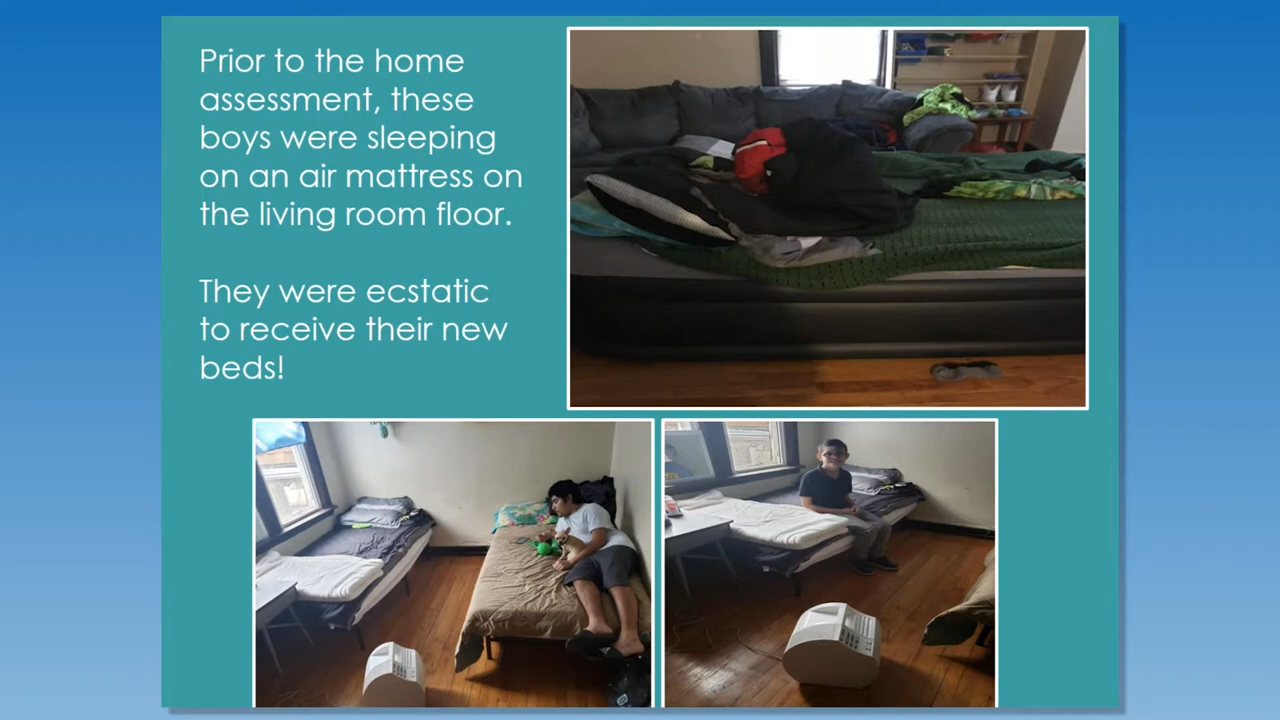 Prior to the home
assessment, these
boys were sleeping
on an air mattress on
the living room floor.
They were ecstatic
to receive their new
beds!